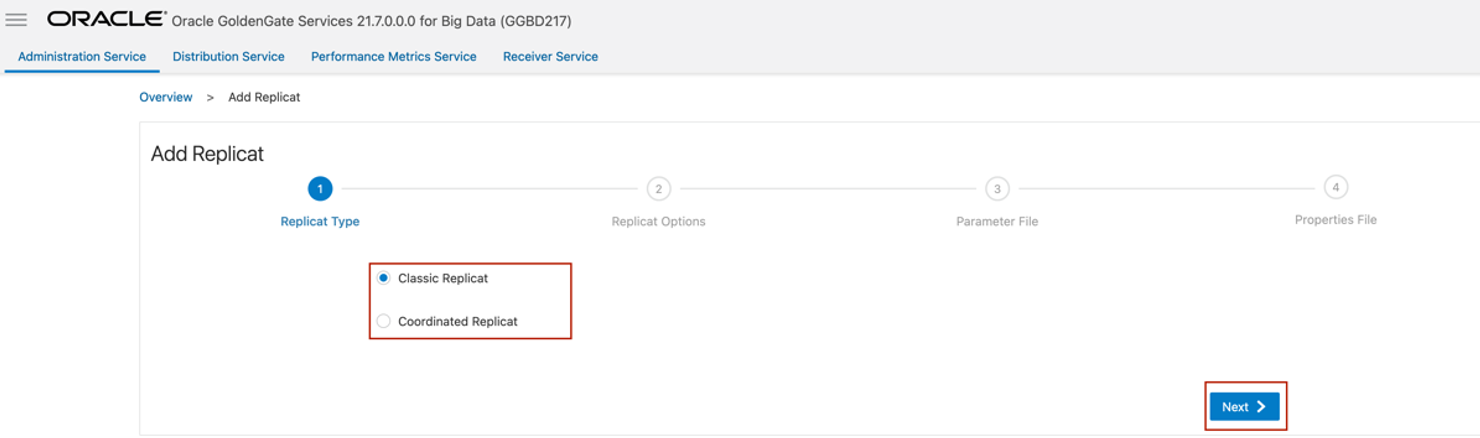 ORACLE® Oracle GoldenGate Services 21.7.0.0.0 for Big Data (GGBD217)
Administration Service Distribution Service Performance Metrics Service Receiver Service
Overview > Add Replicat
Add Replicat
1 2 3 4
Replicat Type Replicat Options Parameter File Properties File
Classic Replicat
Coordinated Replicat
Next